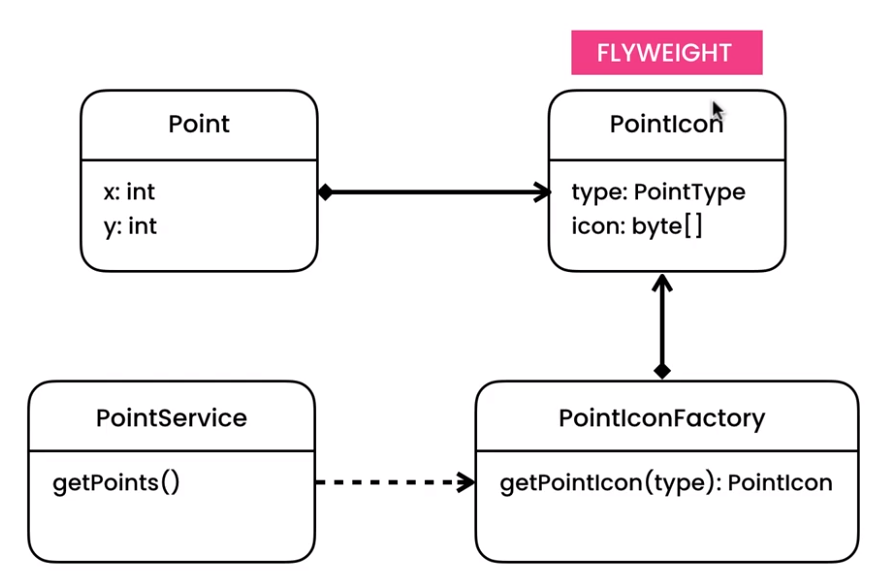 FLYWEIGHT
Point
x: int
y: int
PointIcon
type: PointType
icon: byte[]
PointService
getPoints()
PointIconFactory
getPointIcon(type): PointIcon